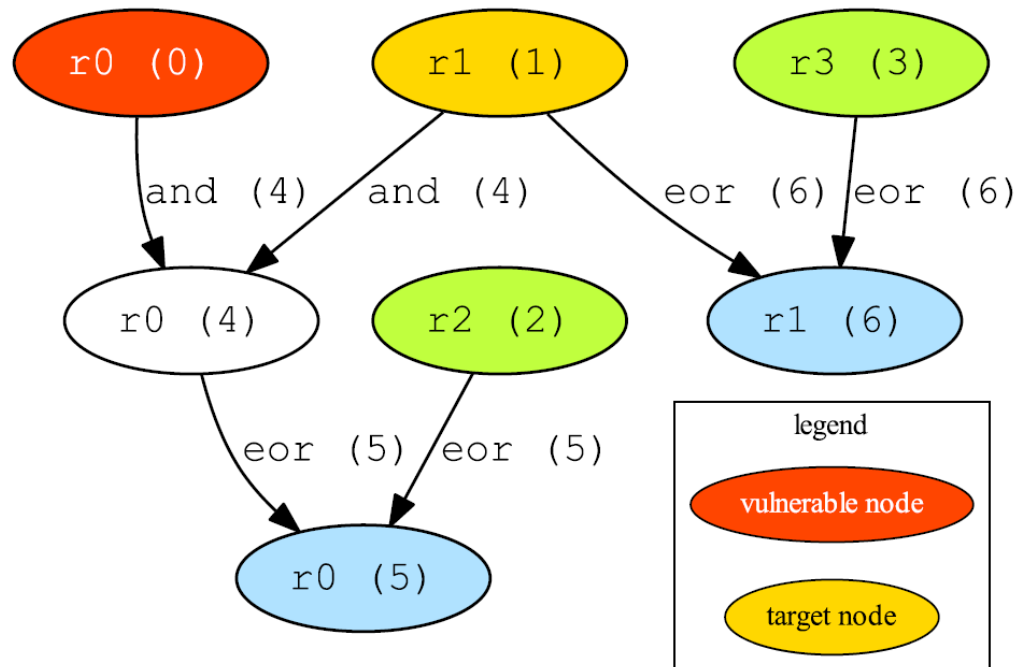 r0 (0)
r1 (1)
r3 (3)
and (4)
and (4)
eor (6)
eor (6)
r0 (4)
r2 (2)
r1 (6)
eor (5)
eor (5)
r0 (5)
legend
vulnerable node
target node